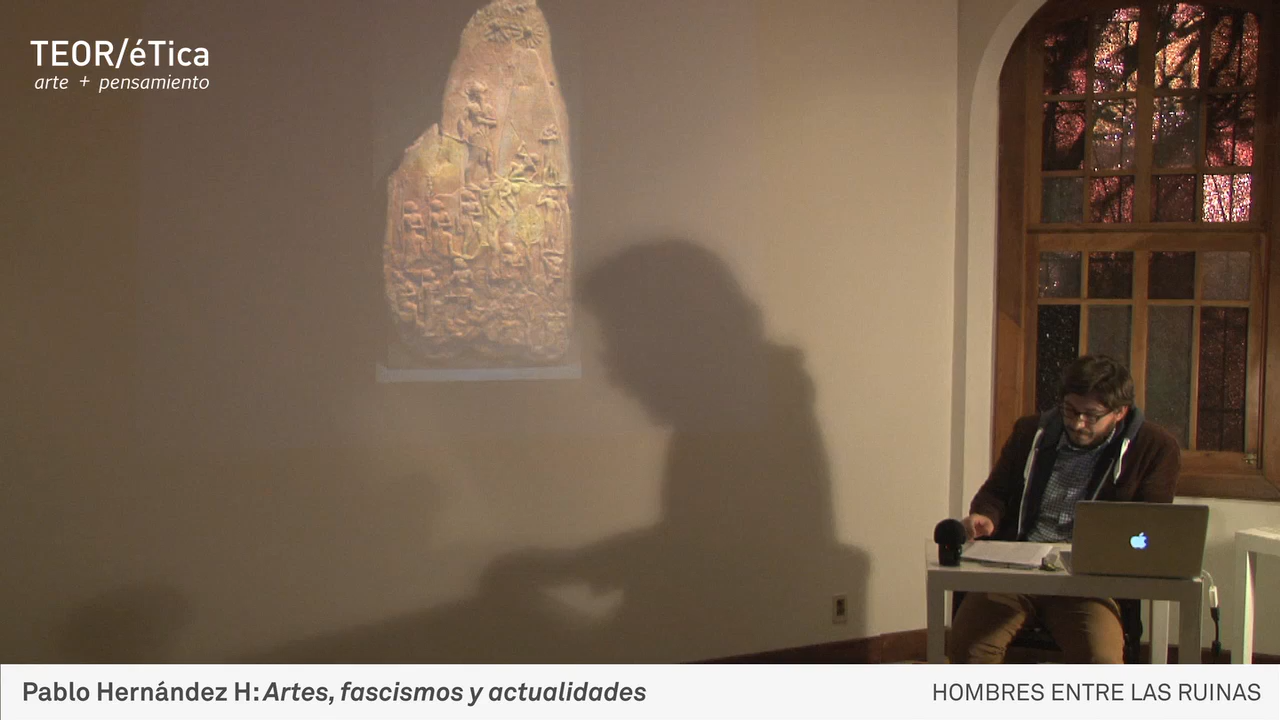 TEOR/éTica
arte + pensamiento
Pablo Hernández H: Artes, fascismos y actualidades
HOMBRES ENTRE LAS RUINAS